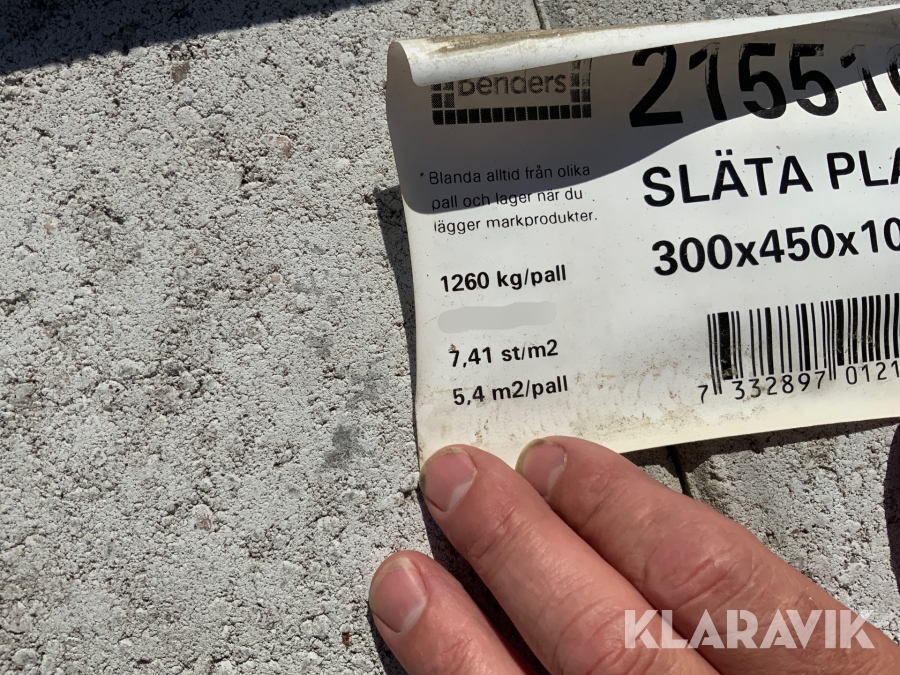 Benders
21551
SLÄTA PLA
300x450x10
* Blanda alltid från olika
pall och lager när du
lägger markprodukter.
1260 kg/pall
7,41 st/m2
5,4 m2/pall
7 332897 0121
KLARAVIK